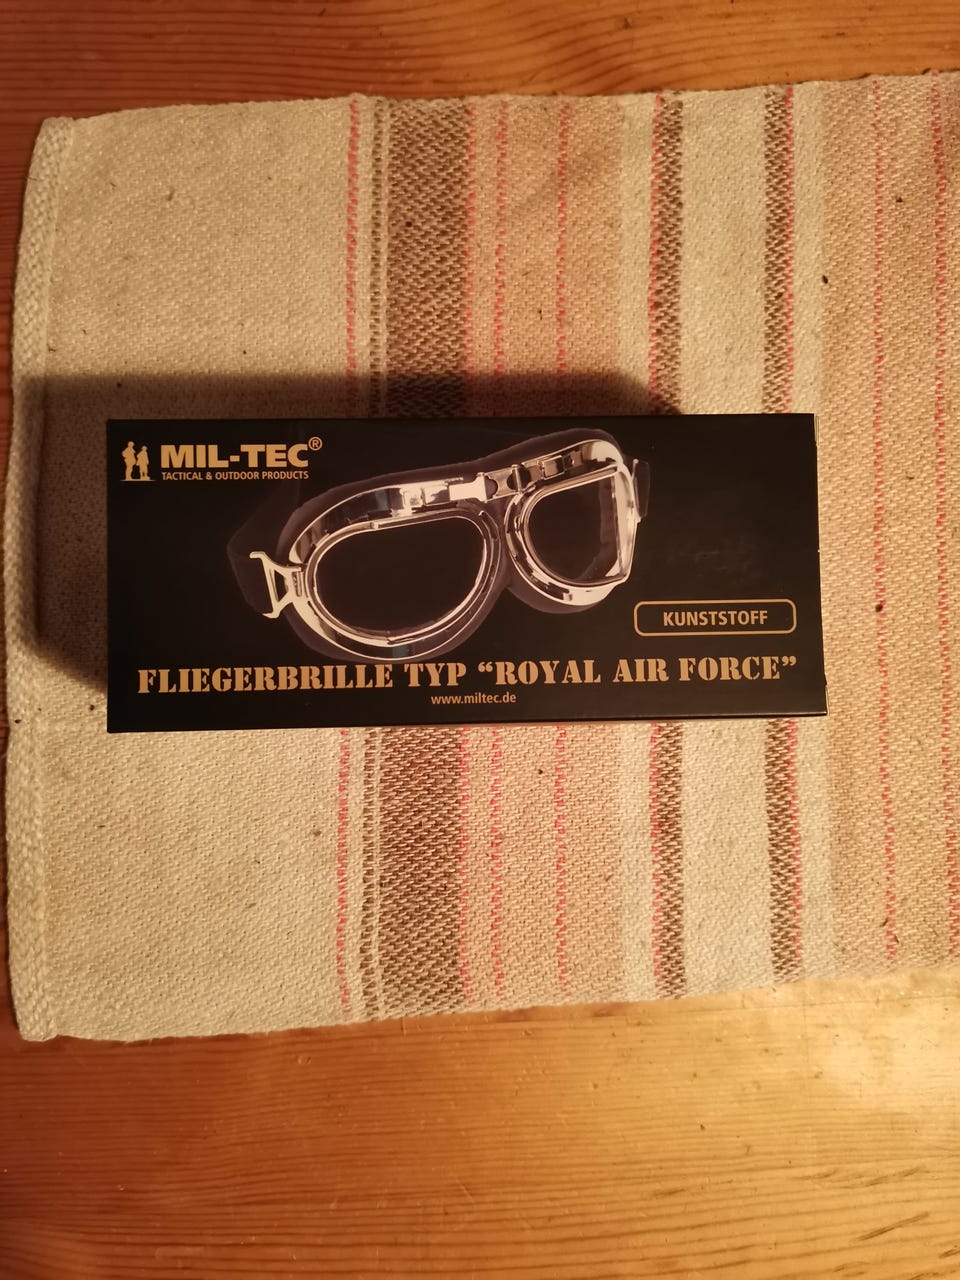 MIL-TEC®
TACTICAL & OUTDOOR PRODUCTS
KUNSTSTOFF
FLIEGERBRILLE TYP “ROYAL AIR FORCE”
www.miltec.de